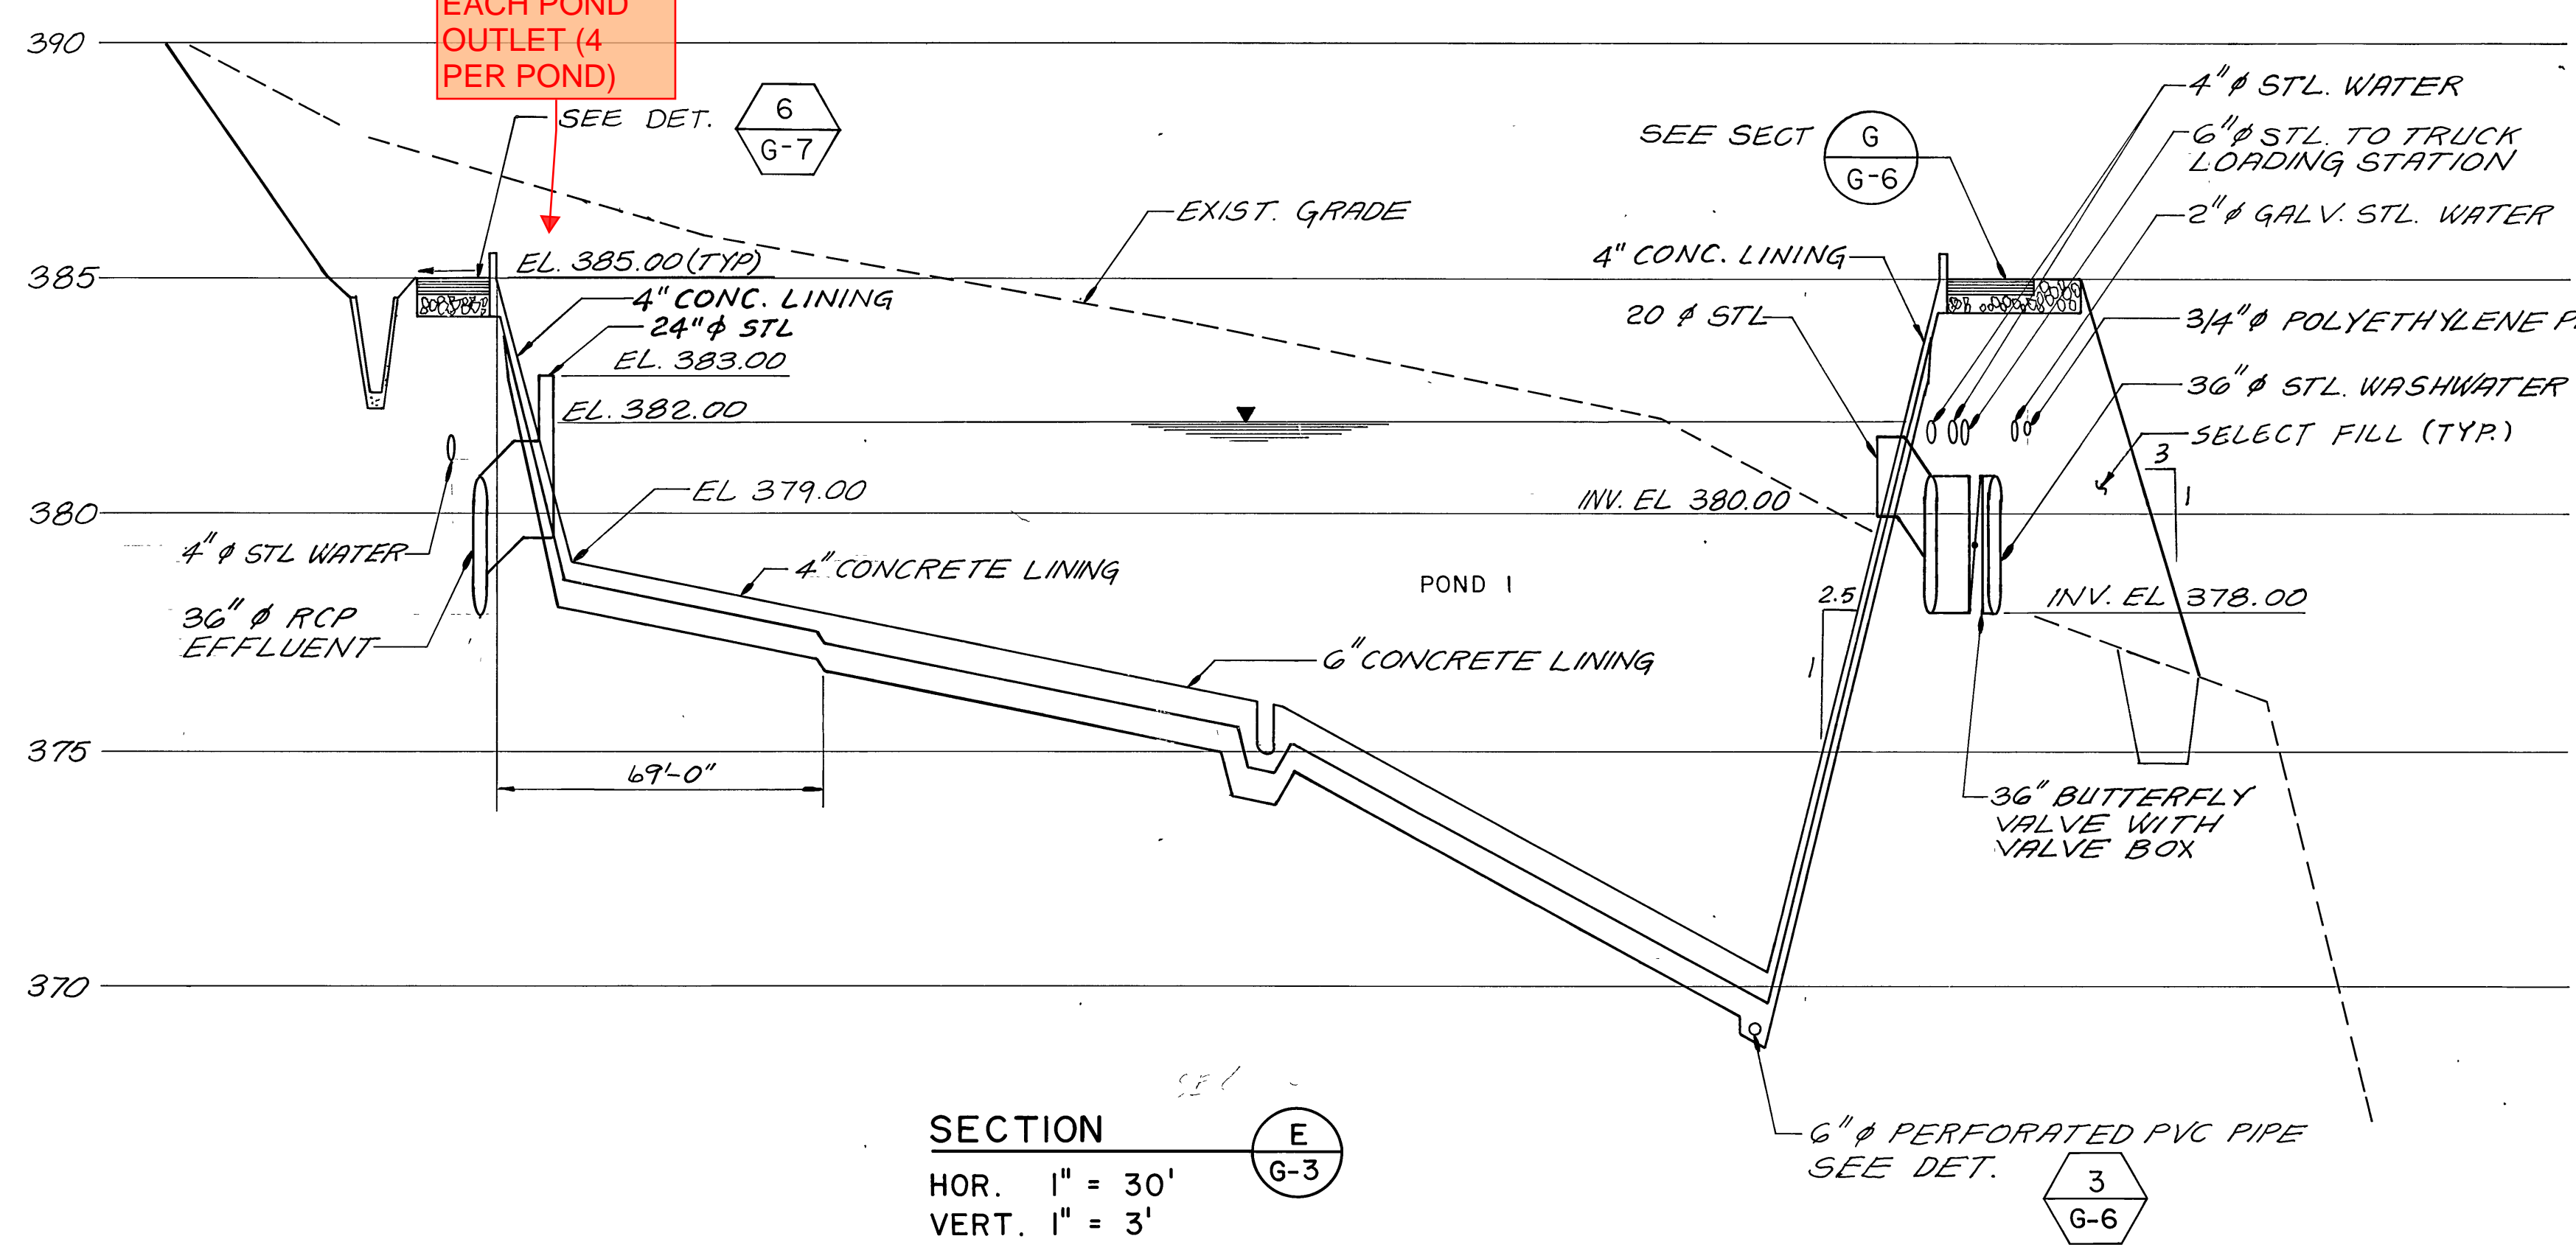 EACH POND
OUTLET (4
PER POND)
390
SEE DET.
6
G-7
SEE SECT
G
G-6
4" φ STL. WATER
6" φ STL. TO TRUCK
LOADING STATION
2" φ GALV. STL. WATER
EXIST. GRADE
385
EL. 385.00 (TYP)
4" CONC. LINING
4" CONC. LINING
24" φ STL
20 φ STL
3/4" φ POLYETHYLENE
EL. 383.00
EL. 382.00
36" φ STL. WASHWATER
SELECT FILL (TYP.)
3
1
EL 379.00
INV. EL 380.00
380
4" φ STL WATER
4" CONCRETE LINING
POND 1
2.5
1
INV. EL 378.00
36" φ RCP
EFFLUENT
6" CONCRETE LINING
375
69'-0"
36" BUTTERFLY
VALVE WITH
VALVE BOX
370
SECTION
E
G-3
HOR. 1" = 30'
VERT. 1" = 3'
6" φ PERFORATED PVC PIPE
SEE DET.
3
G-6